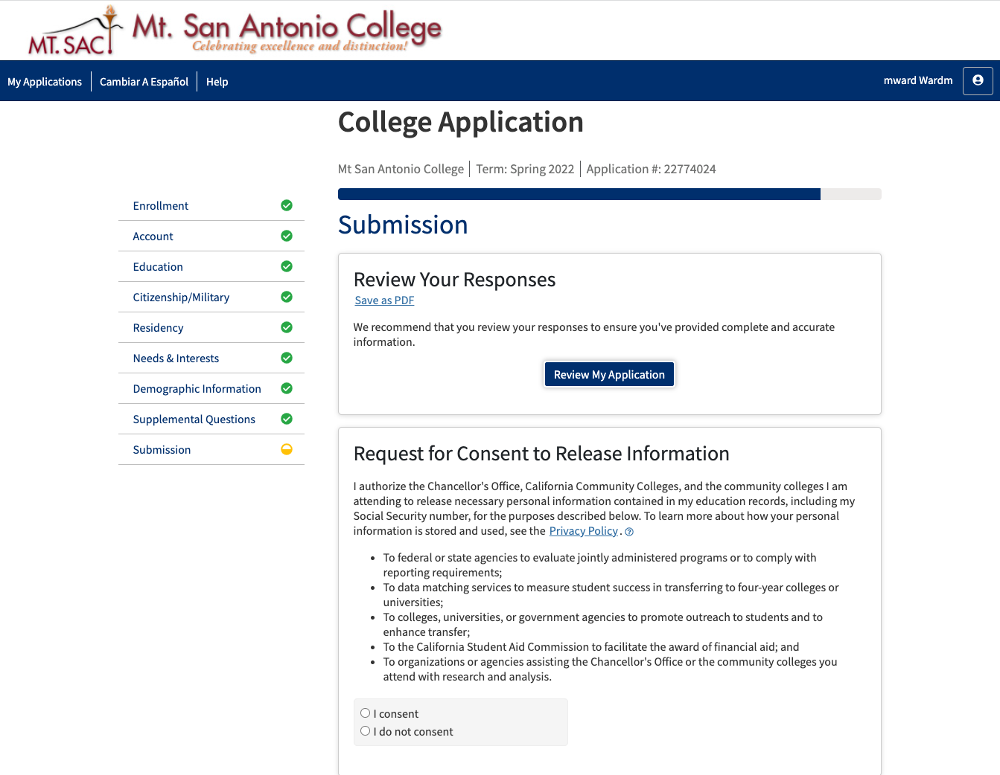 MT. SAC
Mt. San Antonio College
Celebrating excellence and distinction!
My Applications
Cambiar A Español
Help
mward Wardm
College Application
Mt San Antonio College
Term: Spring 2022
Application #: 22774024
Enrollment
Account
Education
Citizenship/Military
Residency
Needs & Interests
Demographic Information
Supplemental Questions
Submission
Submission
Review Your Responses
Save as PDF
We recommend that you review your responses to ensure you've provided complete and accurate
information.
Review My Application
Request for Consent to Release Information
I authorize the Chancellor's Office, California Community Colleges, and the community colleges I am
attending to release necessary personal information contained in my education records, including my
Social Security number, for the purposes described below. To learn more about how your personal
information is stored and used, see the Privacy Policy .
• To federal or state agencies to evaluate jointly administered programs or to comply with
reporting requirements;
• To data matching services to measure student success in transferring to four-year colleges or
universities;
• To colleges, universities, or government agencies to promote outreach to students and to
enhance transfer;
• To the California Student Aid Commission to facilitate the award of financial aid; and
• To organizations or agencies assisting the Chancellor's Office or the community colleges you
attend with research and analysis.
I consent
I do not consent